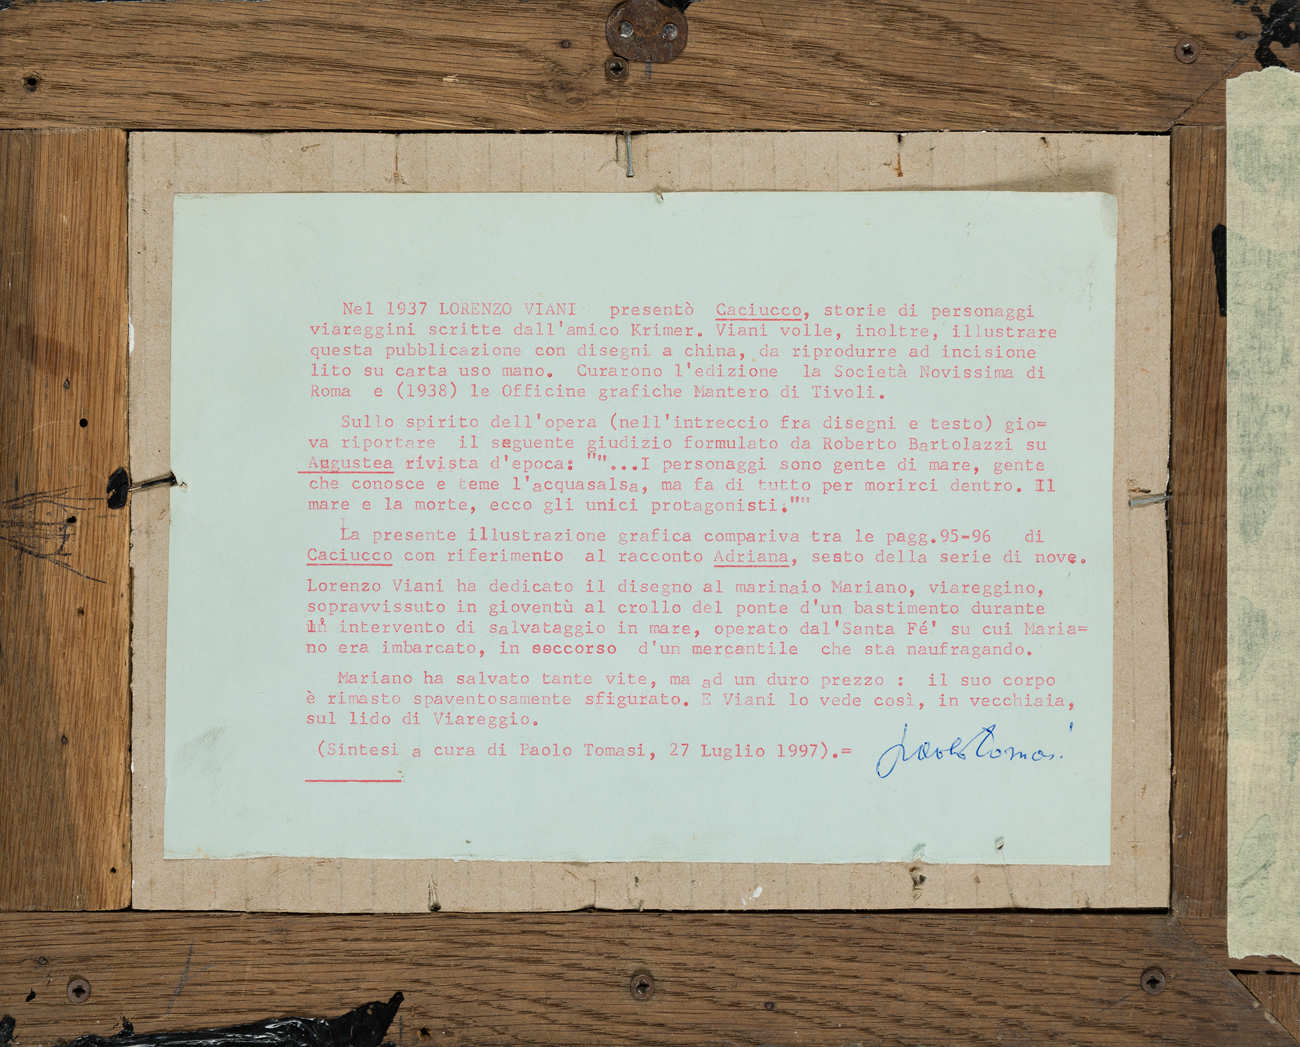 Nel 1937 LORENZO VIANI presentò Caciucco, storie di personaggi
viareggini scritte dall'amico Krimer. Viani volle, inoltre, illustrare
questa pubblicazione con disegni a china, da riprodurre ad incisione
lito su carta uso mano. Curarono l'edizione la Società Novissima di
Roma e (1938) le Officine grafiche Mantero di Tivoli.
Sullo spirito dell'opera (nell'intreccio fra disegni e testo) gio=
va riportare il seguente giudizio formulato da Roberto Bartolazzi su
Augustea rivista d'epoca: ""...I personaggi sono gente di mare, gente
che conosce e teme l'acquasalsa, ma fa di tutto per morirci dentro. Il
mare e la morte, ecco gli unici protagonisti;""
La presente illustrazione grafica compariva tra le pagg.95-96 di
Caciucco con riferimento al racconto Adriana, sesto della serie di nove.
Lorenzo Viani ha dedicato il disegno al marinaio Mariano, viareggino,
sopravvissuto in gioventù al crollo del ponte d'un bastimento durante
intervento di salvataggio in mare, operato dal'Santa Fé' su cui Maria=
no era imbarcato, in soccorso d'un mercantile che sta naufragando.
Mariano ha salvato tante vite, ma ad un duro prezzo : il suo corpo
è rimasto spaventosamente sfigurato. E Viani lo vede così, in vecchiaia,
sul lido di Viareggio.
(Sintesi a cura di Paolo Tomasi, 27 Luglio 1997).=
Paolo Tomasi